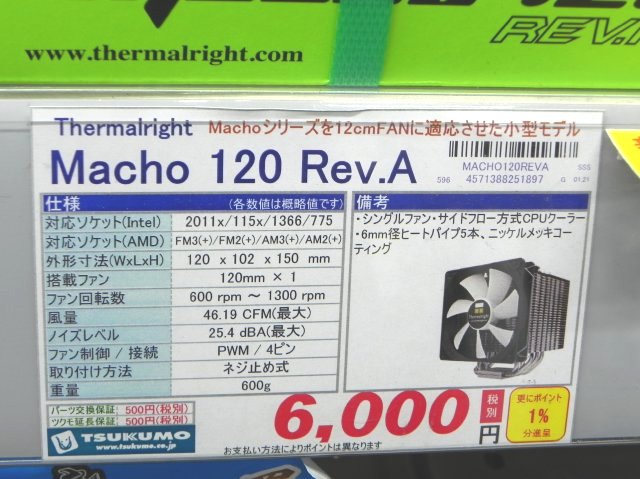 REV.A
www.thermalright.com
Thermalright Machoシリーズを12cmFANに適応させた小型モデル
Macho 120 Rev.A
MACHO120REVA SSS
596 4571388251897 G 01:21
仕様 (各数値は概略値です)
対応ソケット(Intel) 2011x/115x/1366/775
対応ソケット(AMD) FM3(+)/FM2(+)/AM3(+)/AM2(+)
外形寸法(WxLxH) 120 x 102 x 150 mm
搭載ファン 120mm × 1
ファン回転数 600 rpm ～ 1300 rpm
風量 46.19 CFM(最大)
ノイズレベル 25.4 dBA(最大)
ファン制御 / 接続 PWM / 4ピン
取り付け方法 ネジ止め式
重量 600g
備考
・シングルファン・サイドフロー方式CPUクーラー
・6mm径ヒートパイプ5本、ニッケルメッキコーティング
Thermalright
パーツ交換保証 500円(税別)
ツクモ延長保証 500円(税別)
TSUKUMO
www.tsukumo.co.jp
6,000円
税別
更にポイント
1%
分進呈
お支払い方法によりポイントは異なります